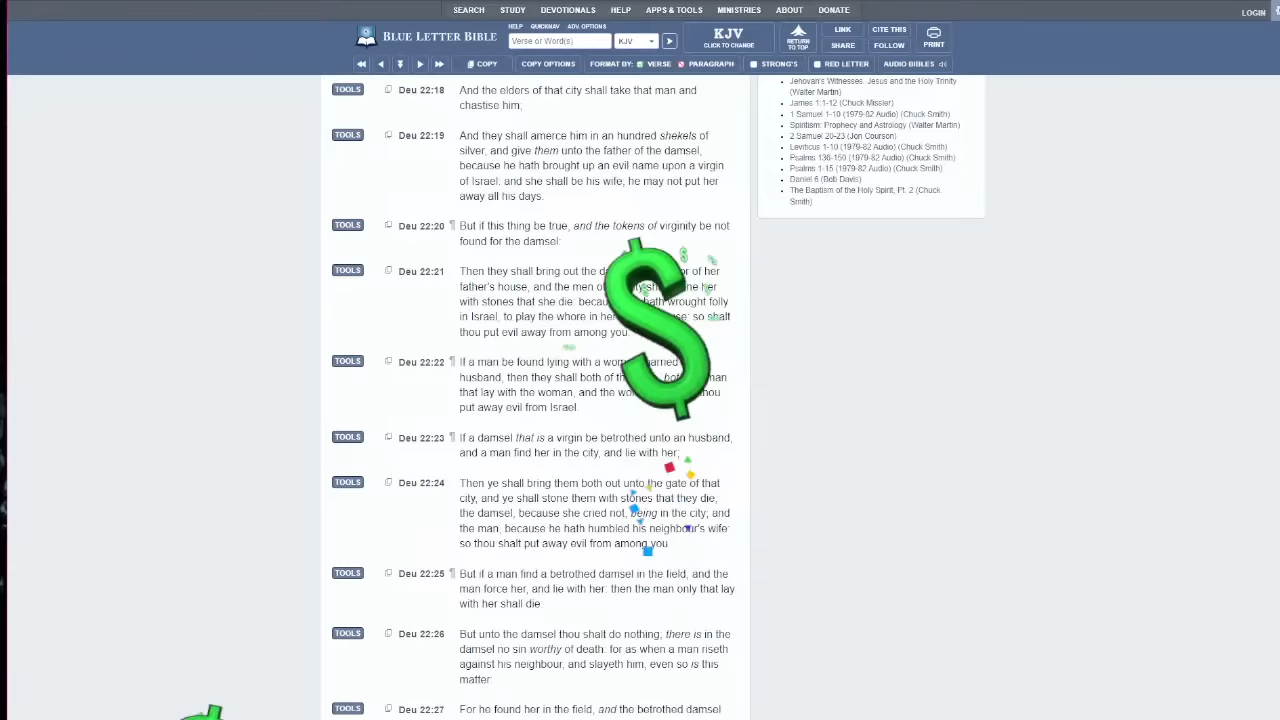 SEARCH STUDY DEVOTIONALS HELP APPS & TOOLS MINISTRIES ABOUT DONATE
LOGIN
BLUE LETTER BIBLE
HELP QUICKNAV ADV. OPTIONS
Verse or Word(s) KJV
KJV
CLICK TO CHANGE
RETURN
TO TOP
LINK CITE THIS
SHARE FOLLOW
PRINT
COPY COPY OPTIONS FORMAT BY: VERSE PARAGRAPH STRONG'S RED LETTER AUDIO BIBLES
TOOLS Deu 22:18 And the elders of that city shall take that man and
chastise him;
TOOLS Deu 22:19 And they shall amerce him in an hundred shekels of
silver, and give them unto the father of the damsel,
because he hath brought up an evil name upon a virgin
of Israel: and she shall be his wife; he may not put her
away all his days.
TOOLS Deu 22:20 ¶ But if this thing be true, and the tokens of virginity be not
found for the damsel:
TOOLS Deu 22:21 Then they shall bring out the of her
father's house, and the men of her
with stones that she die: hath wrought folly
in Israel, to play the whore in her so shalt
thou put evil away from among you.
TOOLS Deu 22:22 ¶ If a man be found lying with a
husband, then they shall both of man
that lay with the woman, and the
put away evil from Israel.
TOOLS Deu 22:23 ¶ If a damsel that is a virgin be betrothed unto an husband,
and a man find her in the city, and lie with her;
TOOLS Deu 22:24 Then ye shall bring them both out unto the gate of that
city, and ye shall stone them with stones that they die;
the damsel, because she cried not, being in the city; and
the man, because he hath humbled his neighbour's wife:
so thou shalt put away evil from among you
TOOLS Deu 22:25 ¶ But if a man find a betrothed damsel in the field, and the
man force her, and lie with her: then the man only that lay
with her shall die
TOOLS Deu 22:26 But unto the damsel thou shalt do nothing; there is in the
damsel no sin worthy of death: for as when a man riseth
against his neighbour, and slayeth him, even so is this
matter:
TOOLS Deu 22:27 For he found her in the field, and the betrothed damsel
Jehovah's Witnesses: Jesus and the Holy Trinity
(Walter Martin)
James 1:1-12 (Chuck Missler)
1 Samuel 1-10 (1979-82 Audio) (Chuck Smith)
Spiritism: Prophecy and Astrology (Walter Martin)
2 Samuel 20-23 (Jon Courson)
Leviticus 1-10 (1979-82 Audio) (Chuck Smith)
Psalms 136-150 (1979-82 Audio) (Chuck Smith)
Psalms 1-15 (1979-82 Audio) (Chuck Smith)
Daniel 6 (Bob Davis)
The Baptism of the Holy Spirit, Pt. 2 (Chuck
Smith)
$